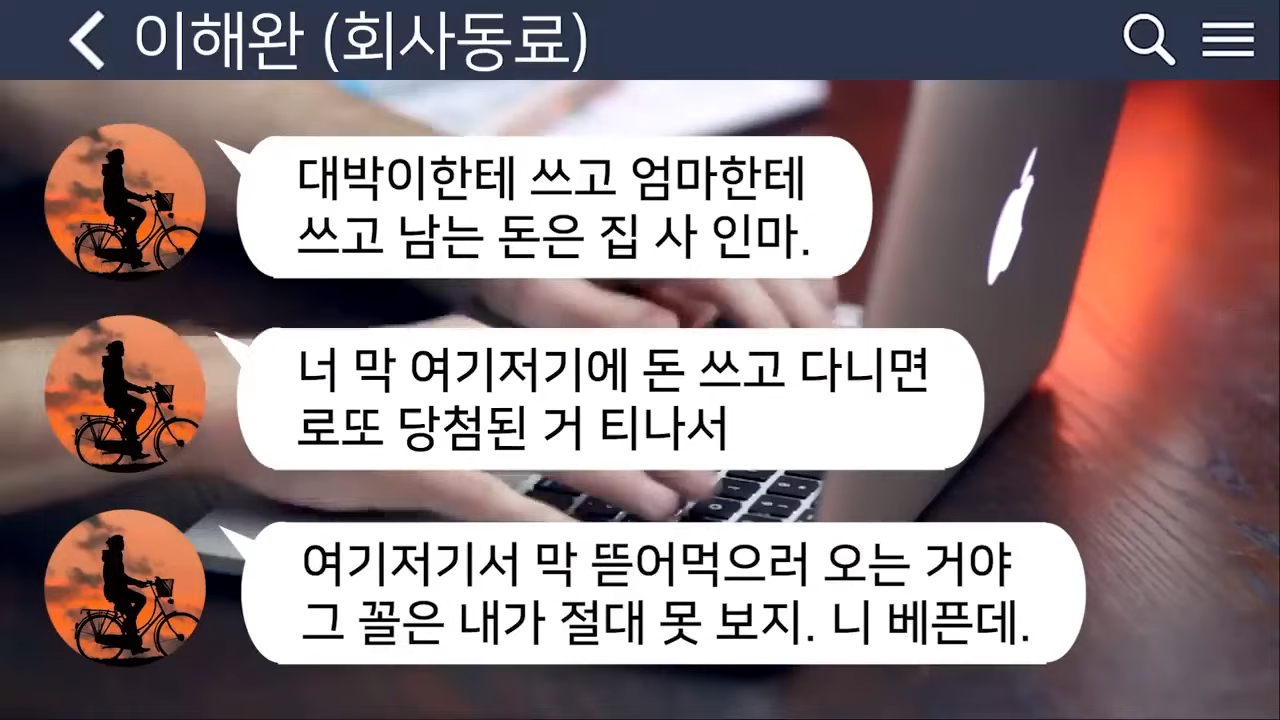 이해완 (회사동료)
대박이한테 쓰고 엄마한테
쓰고 남는 돈은 집 사 인마.
너 막 여기저기에 돈 쓰고 다니면
로또 당첨된 거 티나서
여기저기서 막 뜯어먹으러 오는 거야
그 꼴은 내가 절대 못 보지. 니 베픈데.